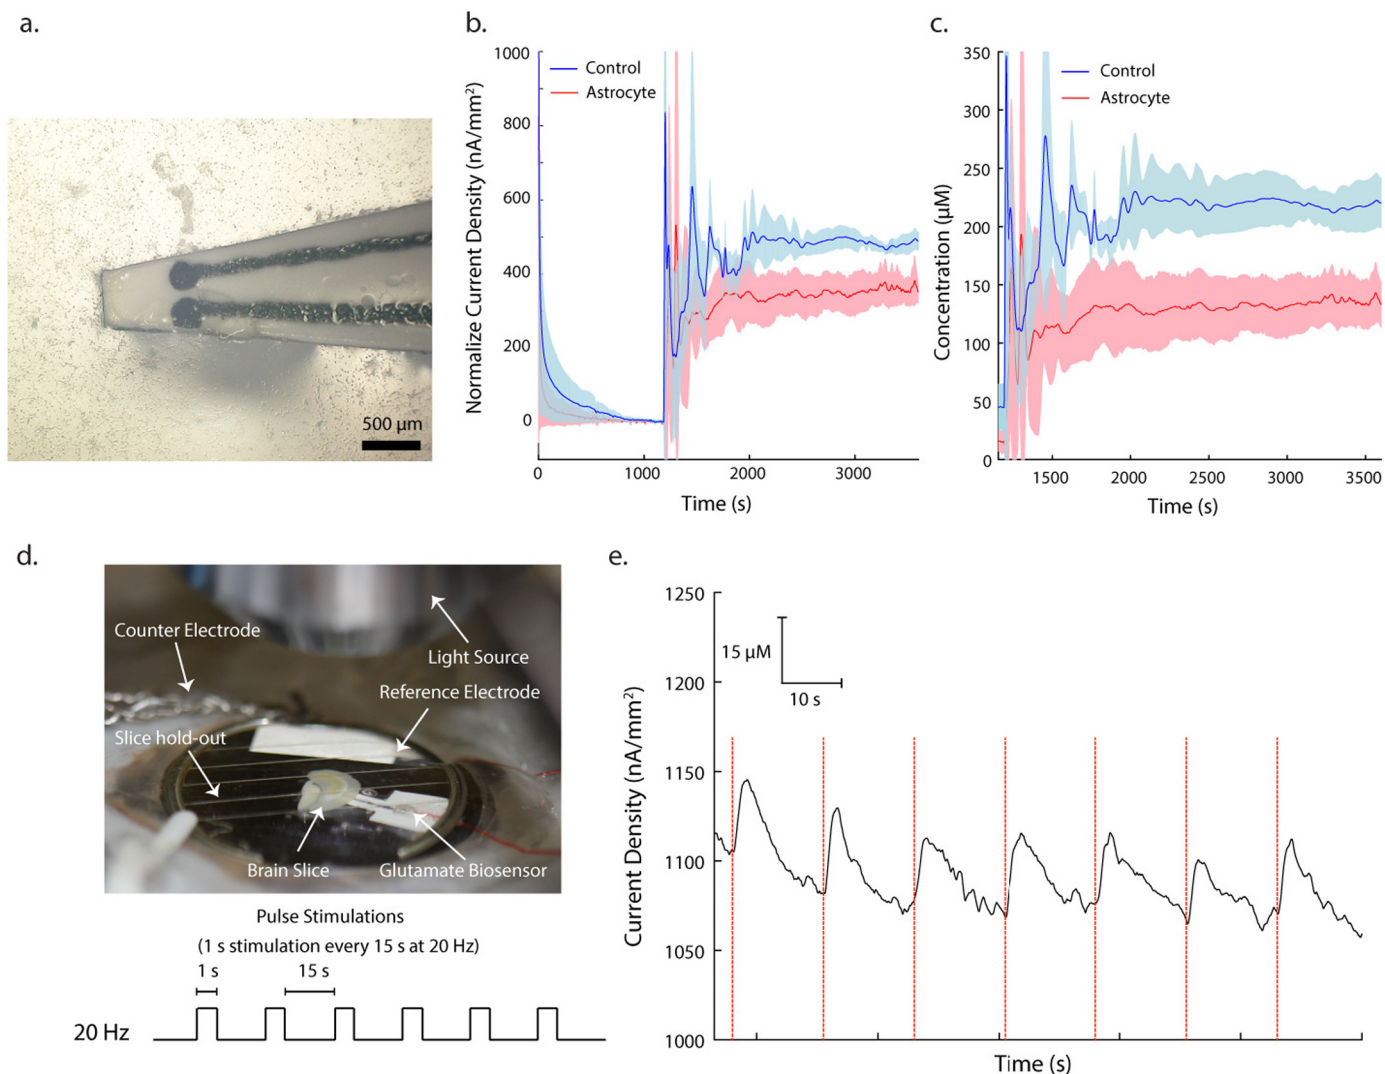 a.
500 µm
b.
Normalize Current Density (nA/mm²)
1000
800
600
400
200
0
Control
Astrocyte
0
1000
2000
3000
Time (s)
c.
Concentration (µM)
350
300
250
200
150
100
50
0
Control
Astrocyte
1500
2000
2500
3000
3500
Time (s)
d.
Counter Electrode
Light Source
Reference Electrode
Slice hold-out
Brain Slice
Glutamate Biosensor
Pulse Stimulations
(1 s stimulation every 15 s at 20 Hz)
1 s
15 s
20 Hz
e.
Current Density (nA/mm²)
1250
1200
1150
1100
1050
1000
15 µM
10 s
Time (s)